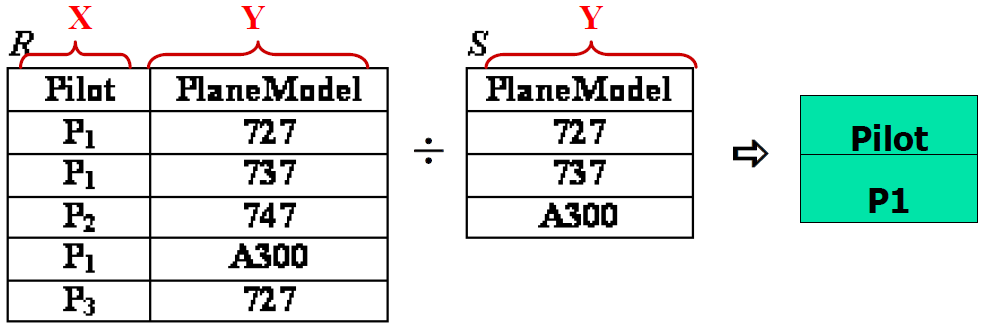 X Y Y
R S
Pilot PlaneModel PlaneModel
P₁ 727 727
P₁ 737 ÷ 737 ⇨ Pilot
P₂ 747 A300 P1
P₁ A300
P₃ 727